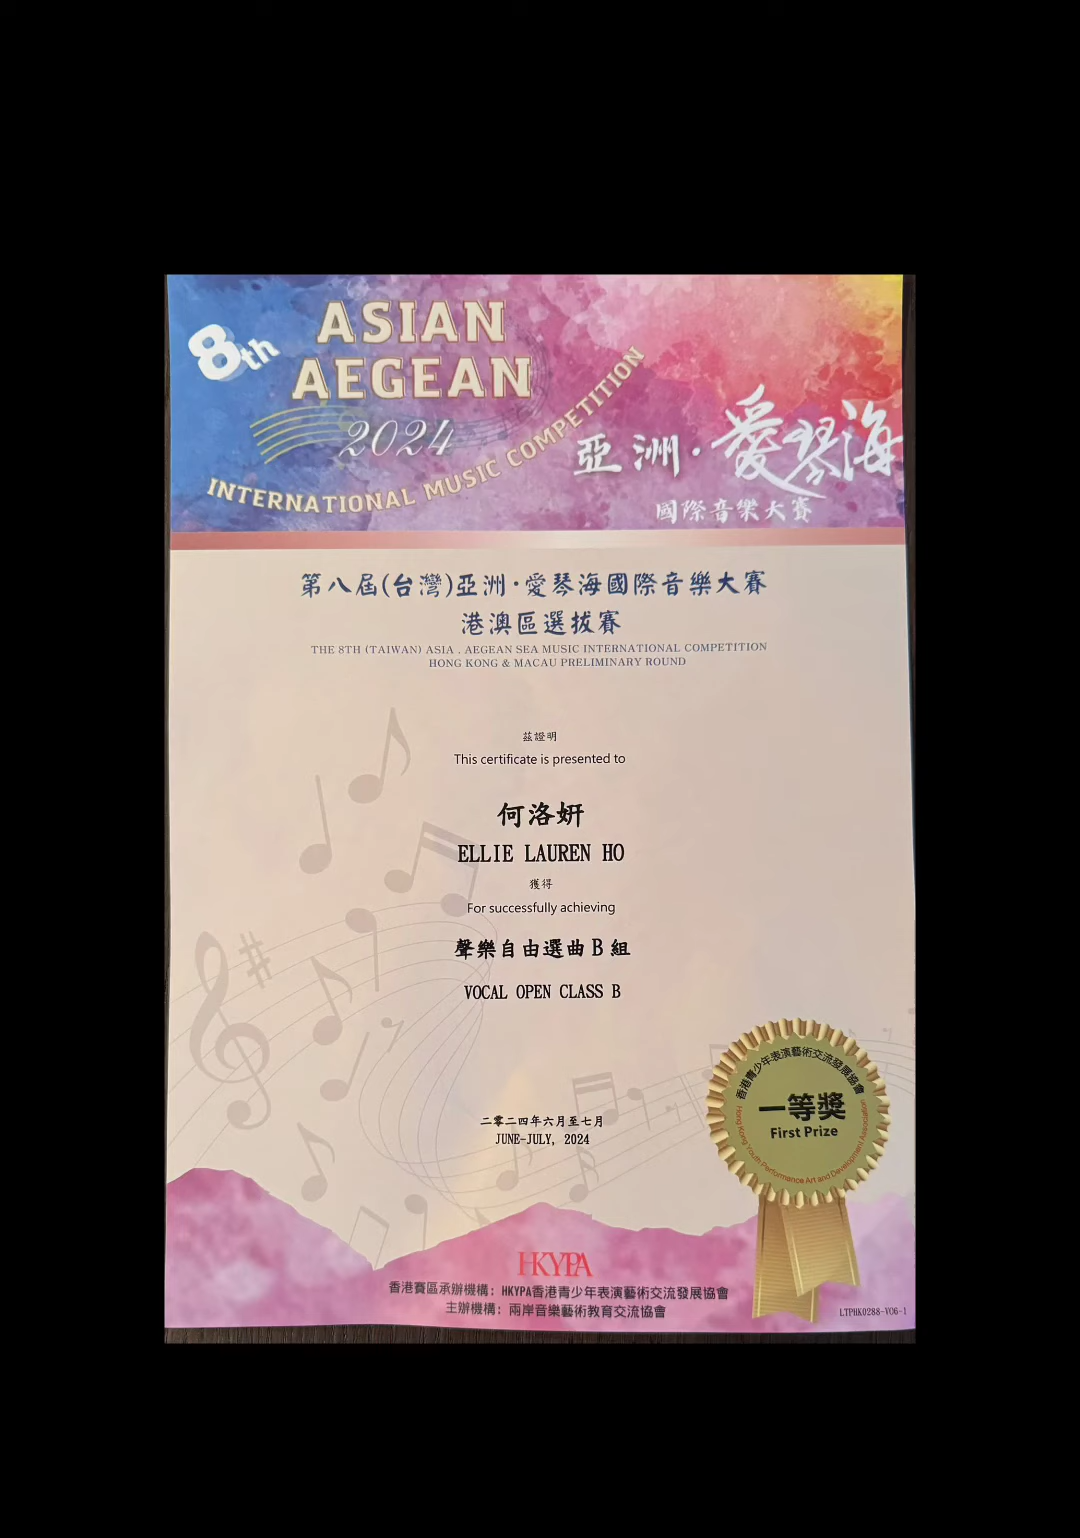 8th
ASIAN
AEGEAN
2024
INTERNATIONAL MUSIC COMPETITION
亞洲·愛琴海
國際音樂大賽
第八屆(台灣)亞洲·愛琴海國際音樂大賽
港澳區選拔賽
THE 8TH (TAIWAN) ASIA . AEGEAN SEA MUSIC INTERNATIONAL COMPETITION
HONG KONG & MACAU PRELIMINARY ROUND
茲證明
This certificate is presented to
何洛妍
ELLIE LAUREN HO
獲得
For successfully achieving
聲樂自由選曲 B 組
VOCAL OPEN CLASS B
二零二四年六月至七月
JUNE-JULY, 2024
香港青少年表演藝術交流發展協會
一等獎
First Prize
Hong Kong Youth Performance Art and Development Association
HKYPA
香港賽區承辦機構：HKYPA香港青少年表演藝術交流發展協會
主辦機構：兩岸音樂藝術教育交流協會
LTPHK0288-V06-1